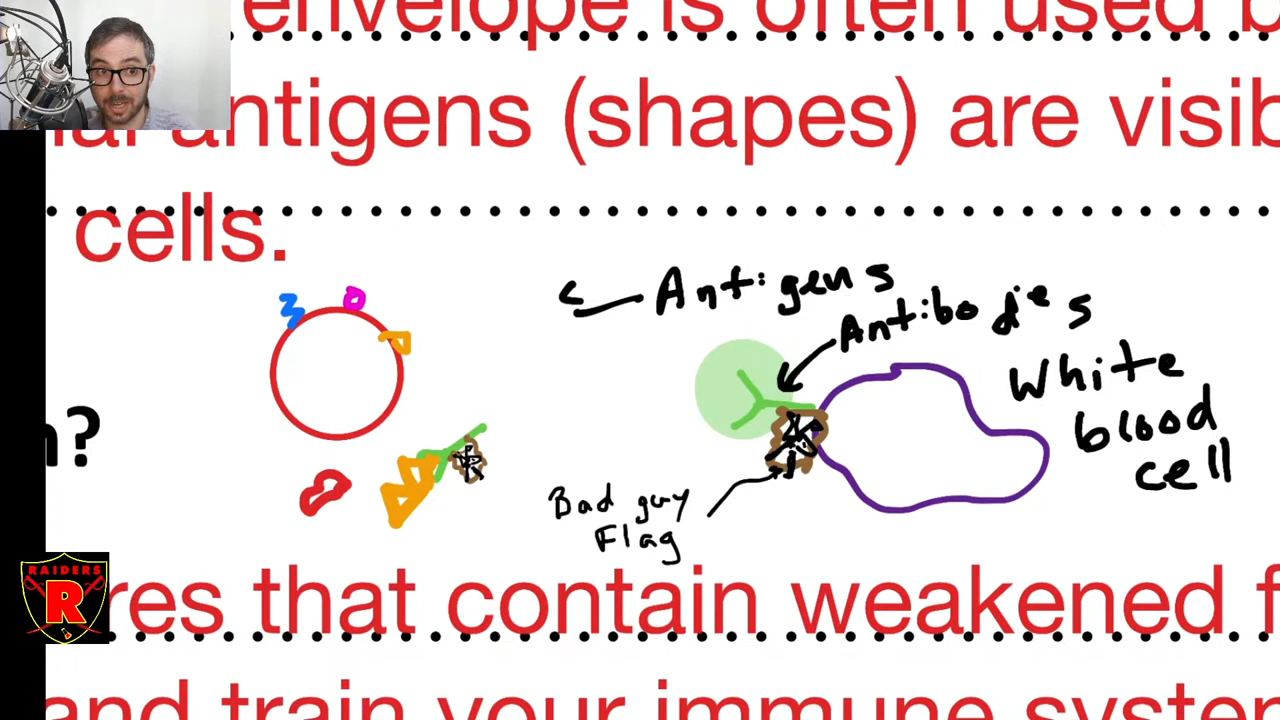 envelope is often used b
antigens (shapes) are visib
cells.
Antigens
Antibodies
White
blood
cell
?
Bad guy
Flag
RAIDERS
R
res that contain weakened f
and train your immune system